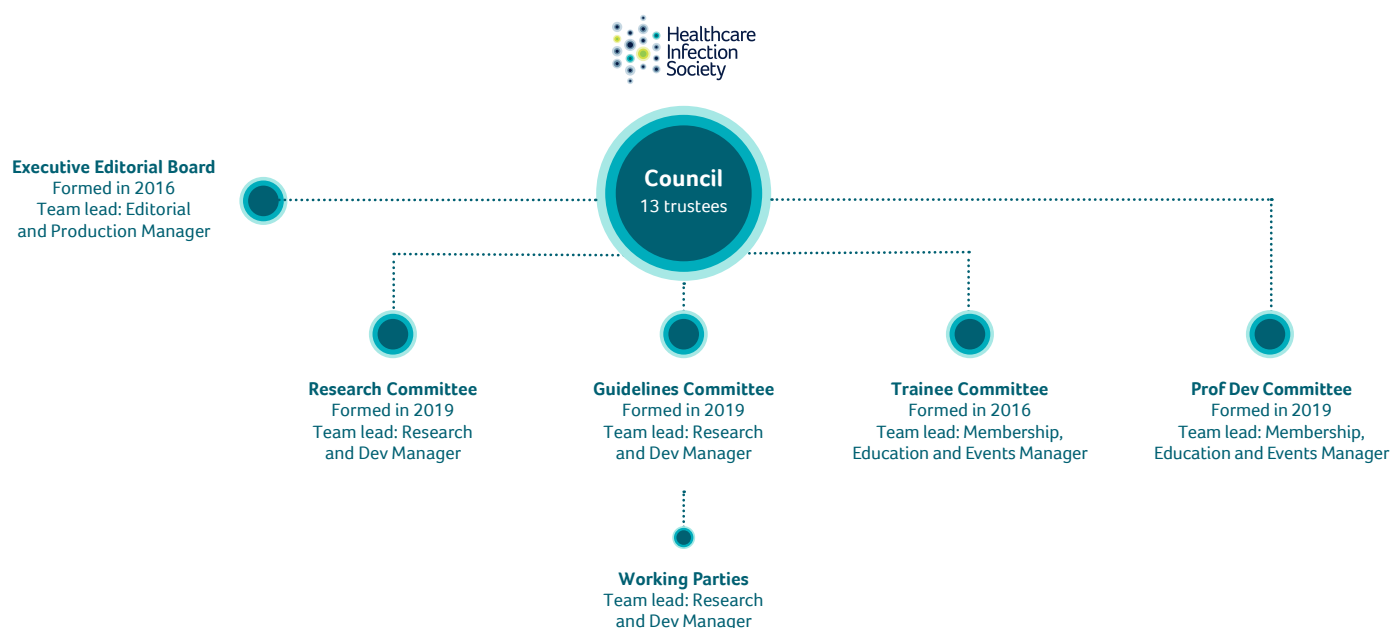 Healthcare
Infection
Society
Council
13 trustees
Executive Editorial Board
Formed in 2016
Team lead: Editorial
and Production Manager
Research Committee
Formed in 2019
Team lead: Research
and Dev Manager
Guidelines Committee
Formed in 2019
Team lead: Research
and Dev Manager
Trainee Committee
Formed in 2016
Team lead: Membership,
Education and Events Manager
Prof Dev Committee
Formed in 2019
Team lead: Membership,
Education and Events Manager
Working Parties
Team lead: Research
and Dev Manager